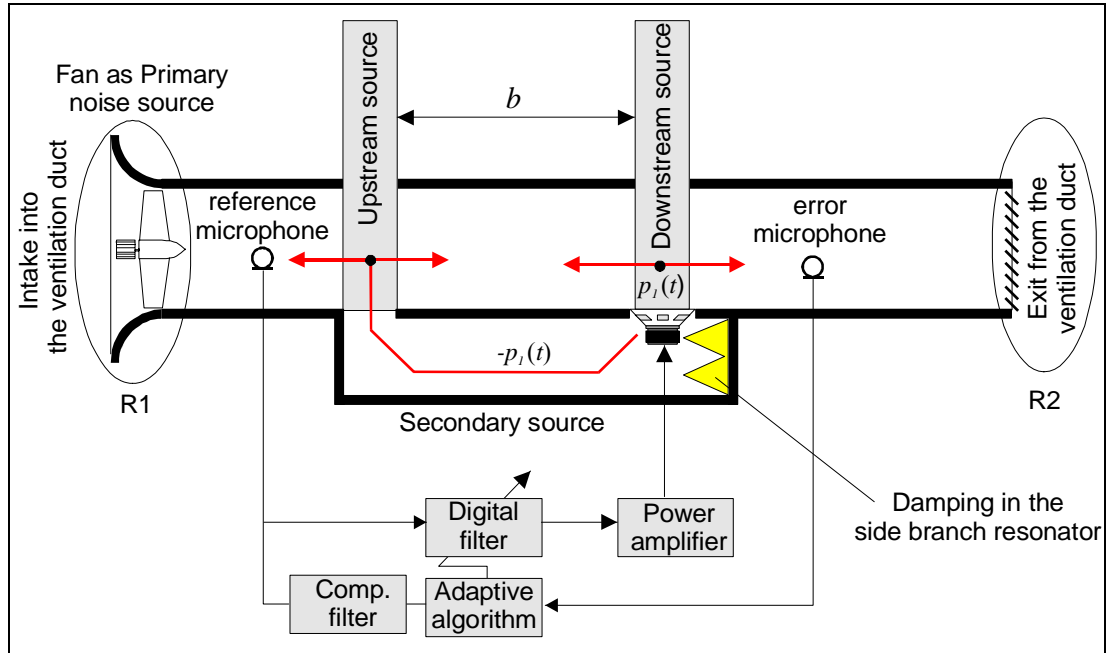 Fan as Primary
noise source
Intake into
the ventilation duct
R1
reference
microphone
Upstream source
b
Downstream source
p1(t)
error
microphone
Exit from the
ventilation duct
R2
-p1(t)
Secondary source
Damping in the
side branch resonator
Digital
filter
Power
amplifier
Comp.
filter
Adaptive
algorithm